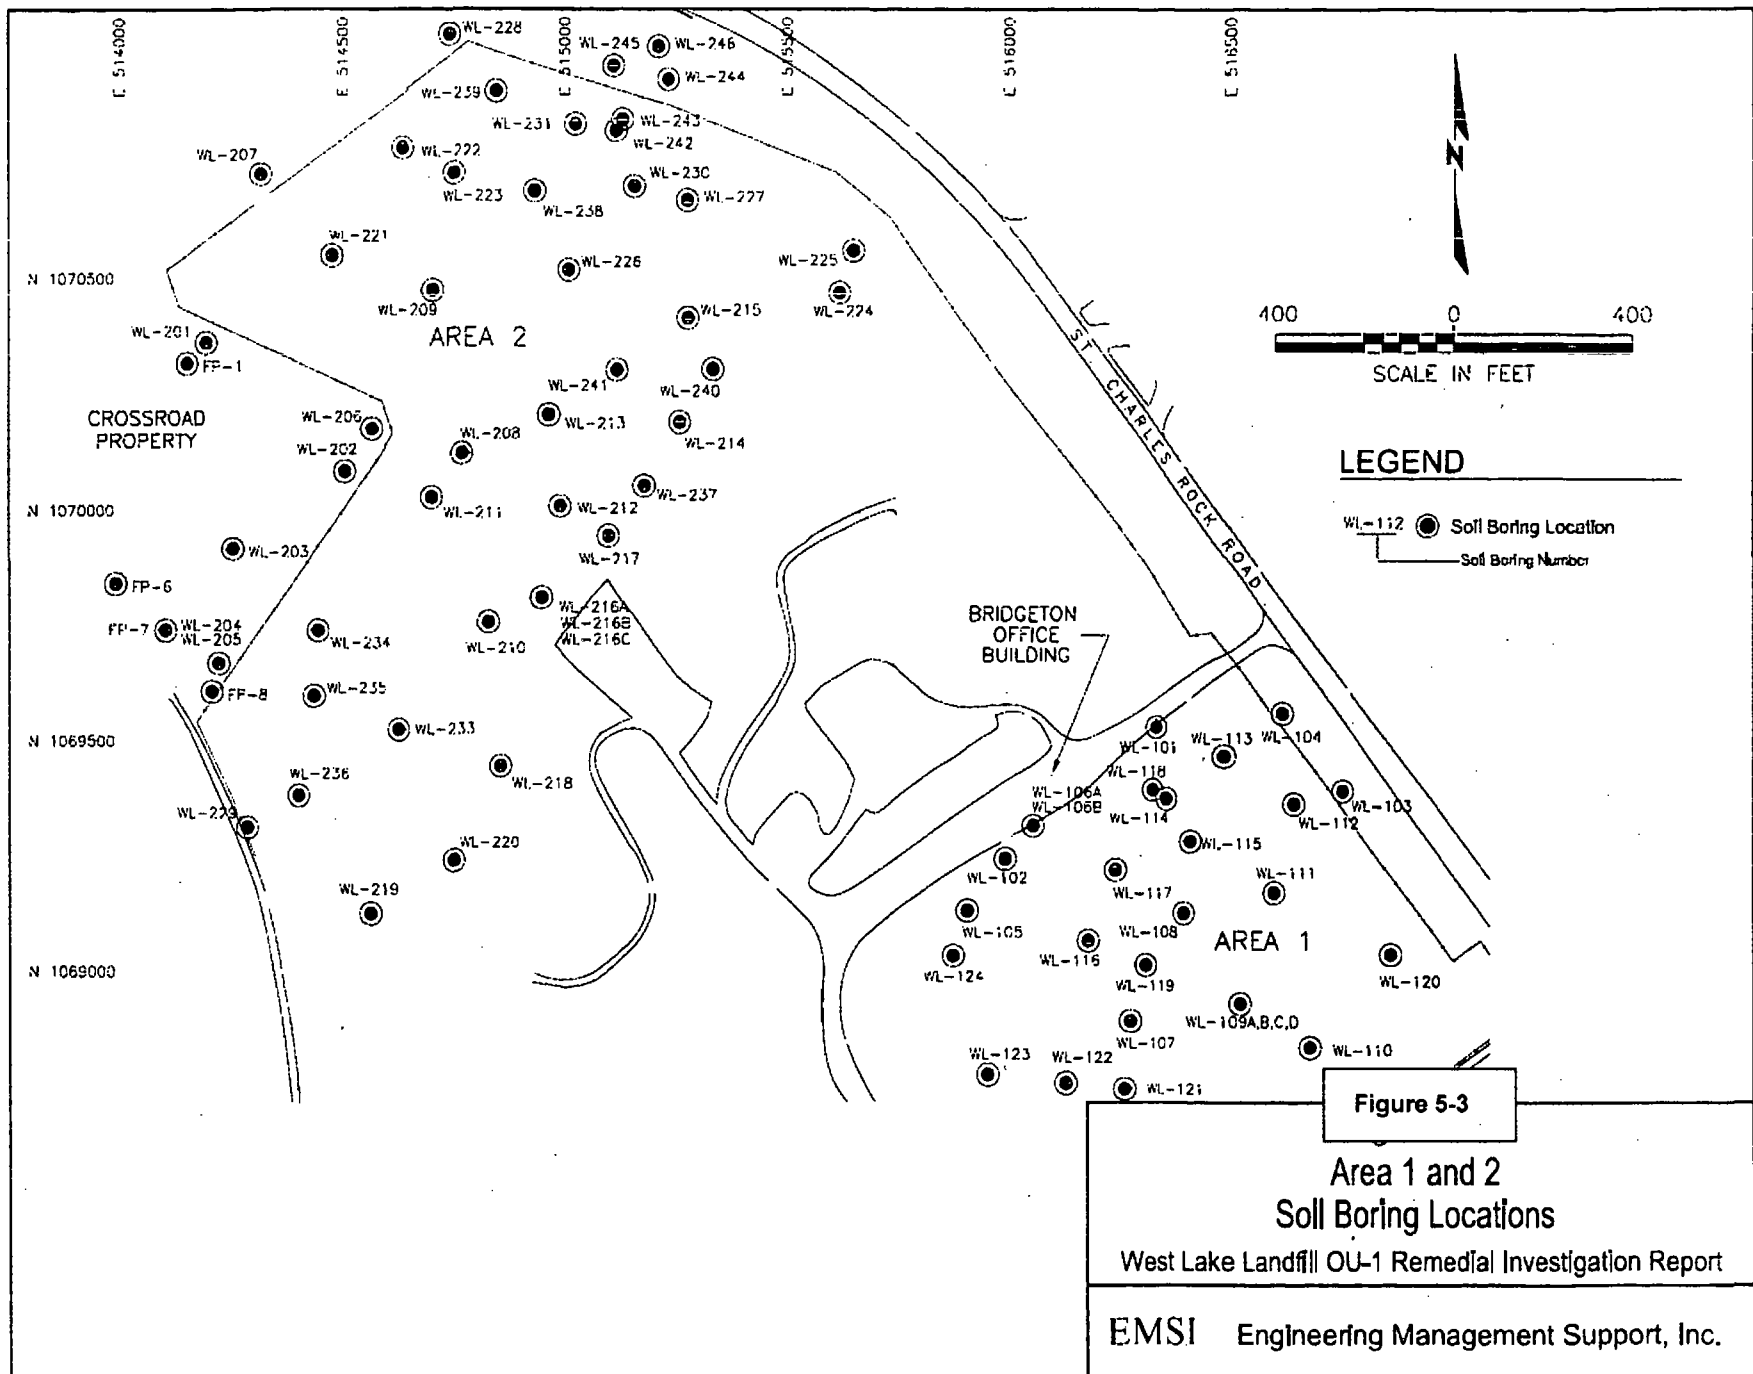 E 514000
E 514500
E 515000
E 515500
E 516000
E 516500
WL-228
WL-245
WL-246
WL-244
WL-239
WL-231
WL-243
WL-242
WL-207
WL-222
WL-223
WL-238
WL-230
WL-227
WL-221
WL-226
WL-225
WL-224
N 1070500
WL-209
WL-215
AREA 2
WL-201
FP-1
WL-241
WL-240
CROSSROAD
PROPERTY
WL-206
WL-202
WL-208
WL-213
WL-214
WL-211
WL-212
WL-237
N 1070000
WL-217
WL-203
FP-6
FP-7
WL-204
WL-205
WL-234
WL-210
WL-216A
WL-216B
WL-216C
FP-8
WL-235
WL-233
N 1069500
WL-236
WL-218
WL-229
WL-220
WL-219
N 1069000
ST. CHARLES ROCK ROAD
N
400
0
400
SCALE IN FEET
LEGEND
WL-112
Soil Boring Location
Soil Boring Number
BRIDGETON
OFFICE
BUILDING
WL-101
WL-113
WL-104
WL-118
WL-106A
WL-106B
WL-114
WL-112
WL-103
WL-115
WL-102
WL-117
WL-111
WL-105
WL-108
AREA 1
WL-116
WL-124
WL-119
WL-120
WL-109A,B,C,D
WL-107
WL-110
WL-123
WL-122
WL-121
Figure 5-3
Area 1 and 2
Soil Boring Locations
West Lake Landfill OU-1 Remedial Investigation Report
EMSI Engineering Management Support, Inc.